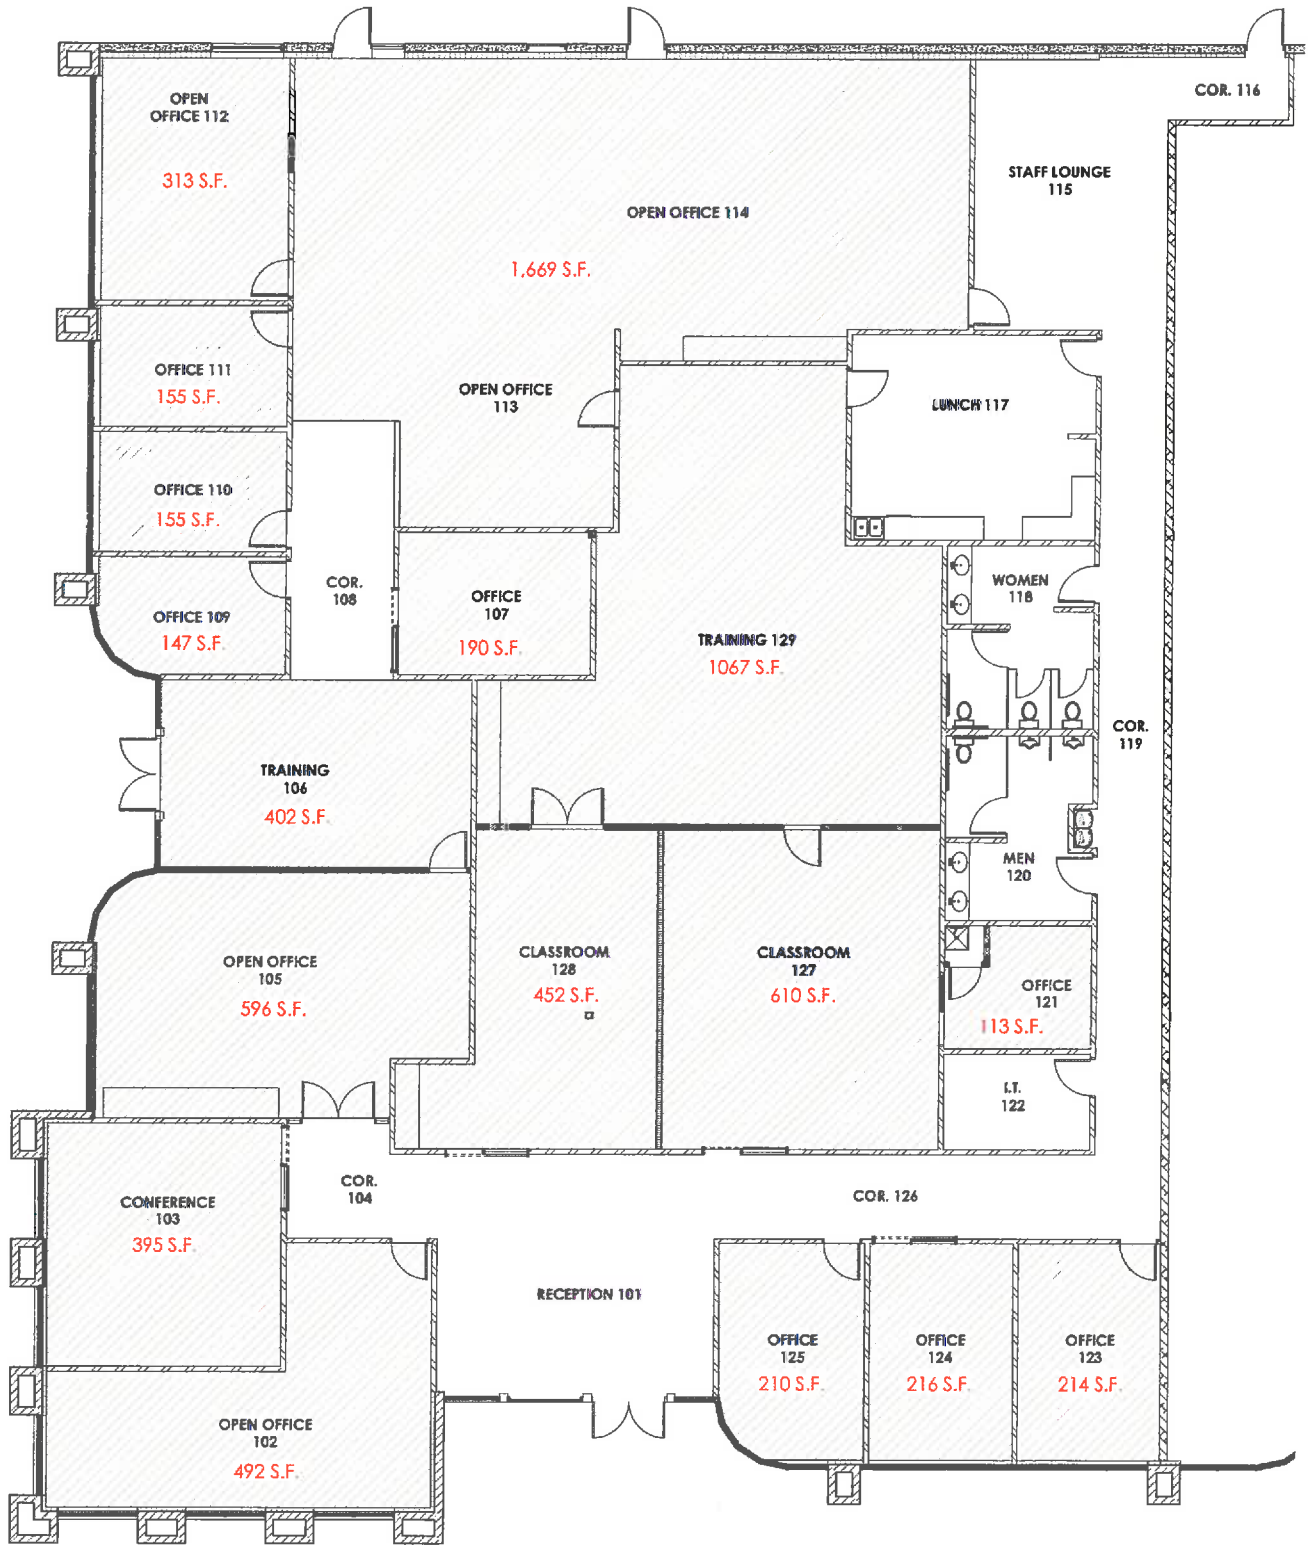 COR. 116
OPEN
OFFICE 112
313 S.F.
STAFF LOUNGE
115
OPEN OFFICE 114
1,669 S.F.
OFFICE 111
155 S.F.
OPEN OFFICE
113
LUNCH 117
OFFICE 110
155 S.F.
COR.
108
OFFICE
107
190 S.F.
WOMEN
118
OFFICE 109
147 S.F.
TRAINING 129
1067 S.F.
COR.
119
TRAINING
106
402 S.F.
MEN
120
OPEN OFFICE
105
596 S.F.
CLASSROOM
128
452 S.F.
CLASSROOM
127
610 S.F.
OFFICE
121
113 S.F.
I.T.
122
CONFERENCE
103
395 S.F.
COR.
104
COR. 126
RECEPTION 101
OFFICE
125
210 S.F.
OFFICE
124
216 S.F.
OFFICE
123
214 S.F.
OPEN OFFICE
102
492 S.F.